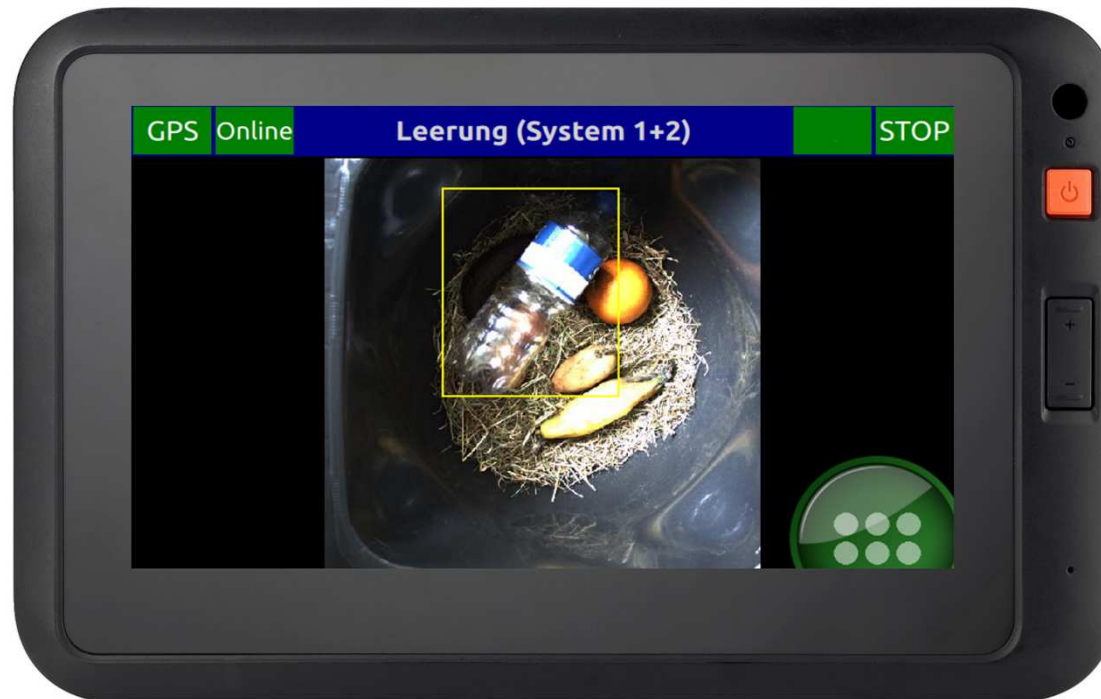 GPS
Online
Leerung (System 1+2)
STOP
+
-